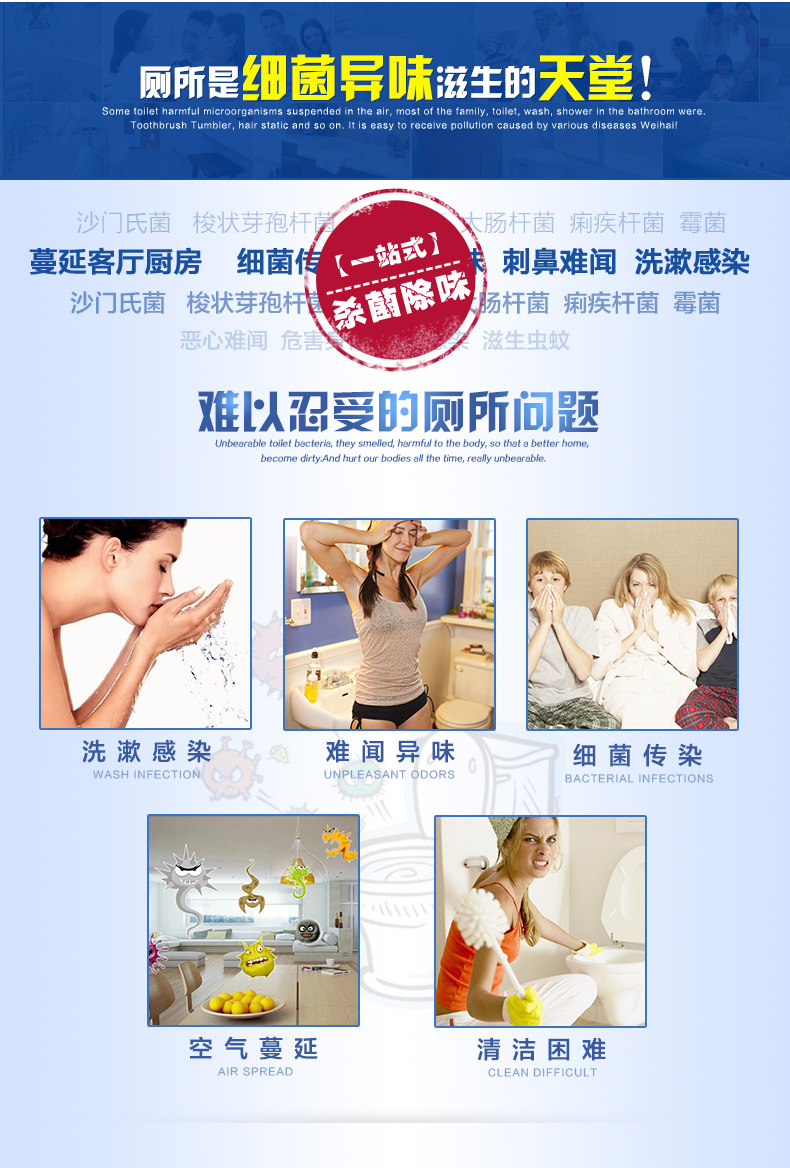 厕所是细菌异味滋生的天堂!
Some toilet harmful microorganisms suspended in the air, most of the family, toilet, wash, shower in the bathroom were.
Toothbrush Tumbler, hair static and so on. It is easy to receive pollution caused by various diseases Weihai!
沙门氏菌 梭状芽孢杆菌 大肠杆菌 痢疾杆菌 霉菌
蔓延客厅厨房 细菌传 味 刺鼻难闻 洗漱感染
沙门氏菌 梭状芽孢杆菌 大肠杆菌 痢疾杆菌 霉菌
恶心难闻 危害 滋生虫蚊
【一站式】
杀菌除味
难以忍受的厕所问题
Unbearable toilet bacteria, they smelled, harmful to the body, so that a better home,
become dirty.And hurt our bodies all the time, really unbearable.
洗漱感染
WASH INFECTION
难闻异味
UNPLEASANT ODORS
细菌传染
BACTERIAL INFECTIONS
空气蔓延
AIR SPREAD
清洁困难
CLEAN DIFFICULT